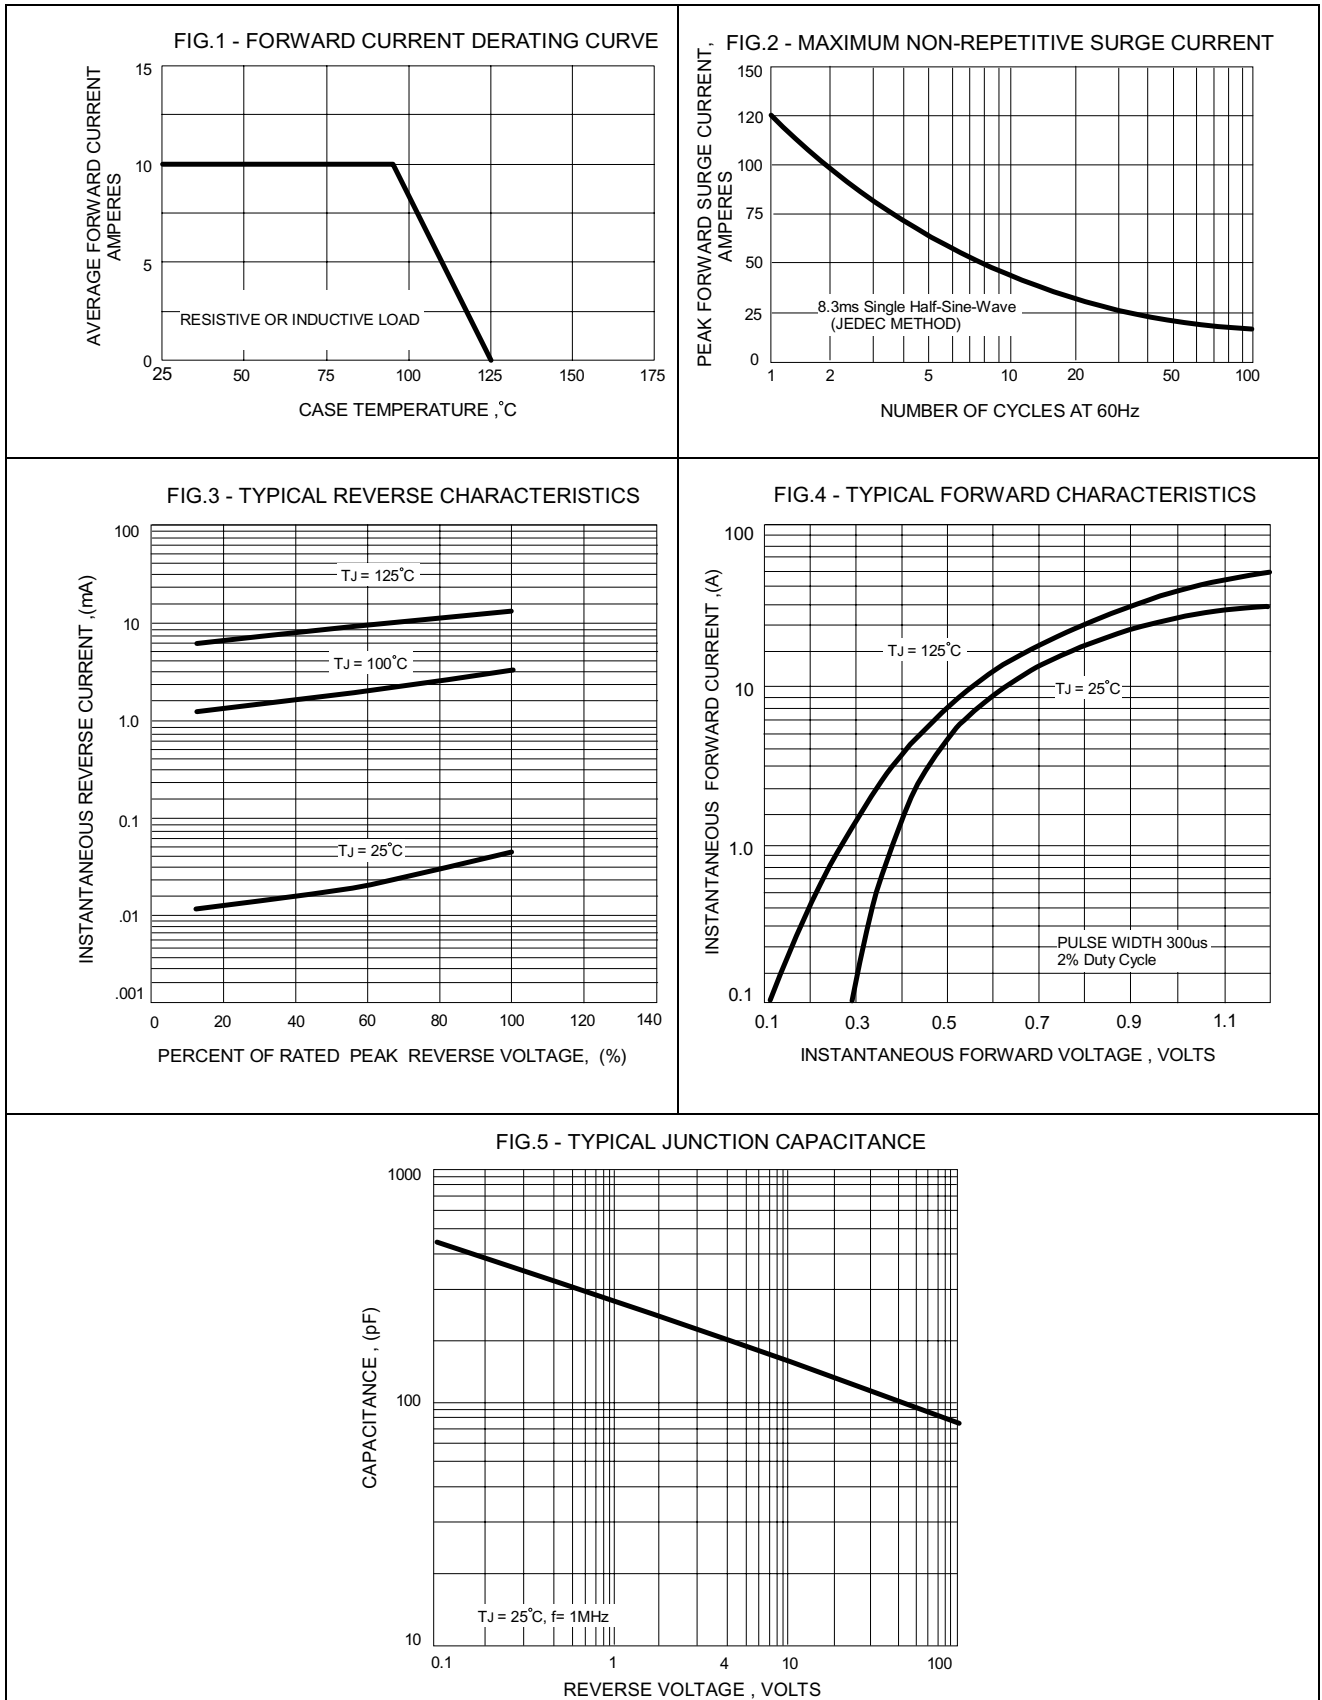 FIG.1 - FORWARD CURRENT DERATING CURVE
AVERAGE FORWARD CURRENT
AMPERES
15
10
5
0
RESISTIVE OR INDUCTIVE LOAD
25 50 75 100 125 150 175
CASE TEMPERATURE ,°C
FIG.2 - MAXIMUM NON-REPETITIVE SURGE CURRENT
PEAK FORWARD SURGE CURRENT,
AMPERES
150
120
100
75
50
25
0
8.3ms Single Half-Sine-Wave
(JEDEC METHOD)
1 2 5 10 20 50 100
NUMBER OF CYCLES AT 60Hz
FIG.3 - TYPICAL REVERSE CHARACTERISTICS
INSTANTANEOUS REVERSE CURRENT ,(mA)
100
10
1.0
0.1
.01
.001
TJ = 125°C
TJ = 100°C
TJ = 25°C
0 20 40 60 80 100 120 140
PERCENT OF RATED PEAK REVERSE VOLTAGE, (%)
FIG.4 - TYPICAL FORWARD CHARACTERISTICS
INSTANTANEOUS FORWARD CURRENT ,(A)
100
10
1.0
0.1
TJ = 125°C
TJ = 25°C
PULSE WIDTH 300us
2% Duty Cycle
0.1 0.3 0.5 0.7 0.9 1.1
INSTANTANEOUS FORWARD VOLTAGE , VOLTS
FIG.5 - TYPICAL JUNCTION CAPACITANCE
CAPACITANCE , (pF)
1000
100
10
TJ = 25°C, f= 1MHz
0.1 1 4 10 100
REVERSE VOLTAGE , VOLTS